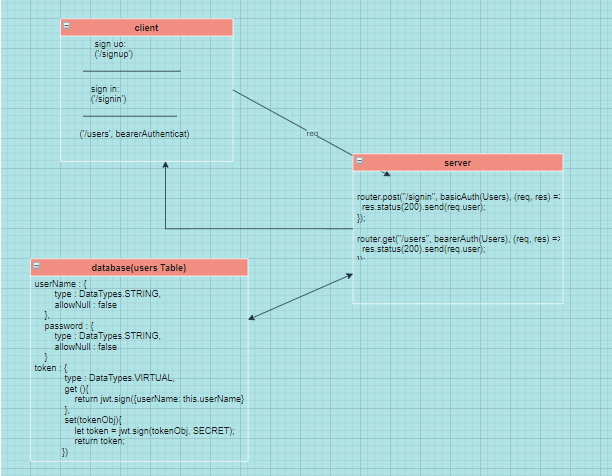 client
sign uo:
('/signup')
sign in:
('/signin')
('/users', bearerAuthenticat)
req
server
router.post("/signin", basicAuth(Users), (req, res) =>
res.status(200).send(req.user);
});
router.get("/users", bearerAuth(Users), (req, res) =>
res.status(200).send(req.user);
});
database(users Table)
userName : {
type : DataTypes.STRING,
allowNull : false
},
password : {
type : DataTypes.STRING,
allowNull : false
}
token : {
type : DataTypes.VIRTUAL,
get (){
return jwt.sign({userName: this.userName}
},
set(tokenObj){
let token = jwt.sign(tokenObj, SECRET);
return token;
})